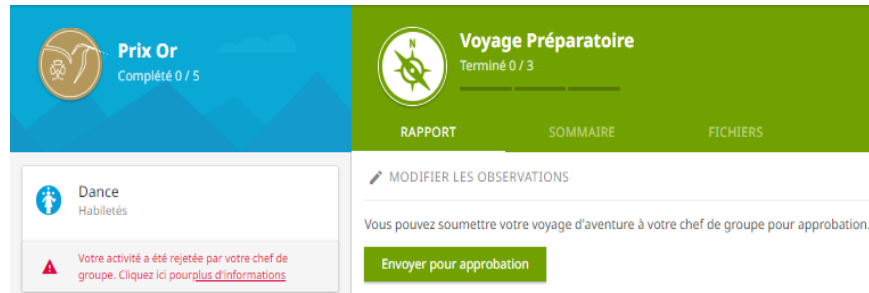 Prix Or
Complété 0 / 5
Dance
Habiletés
Votre activité a été rejetée par votre chef de
groupe. Cliquez ici pourplus d'informations
N
Voyage Préparatoire
Terminé 0 / 3
RAPPORT SOMMAIRE FICHIERS
MODIFIER LES OBSERVATIONS
Vous pouvez soumettre votre voyage d'aventure à votre chef de groupe pour approbation.
Envoyer pour approbation